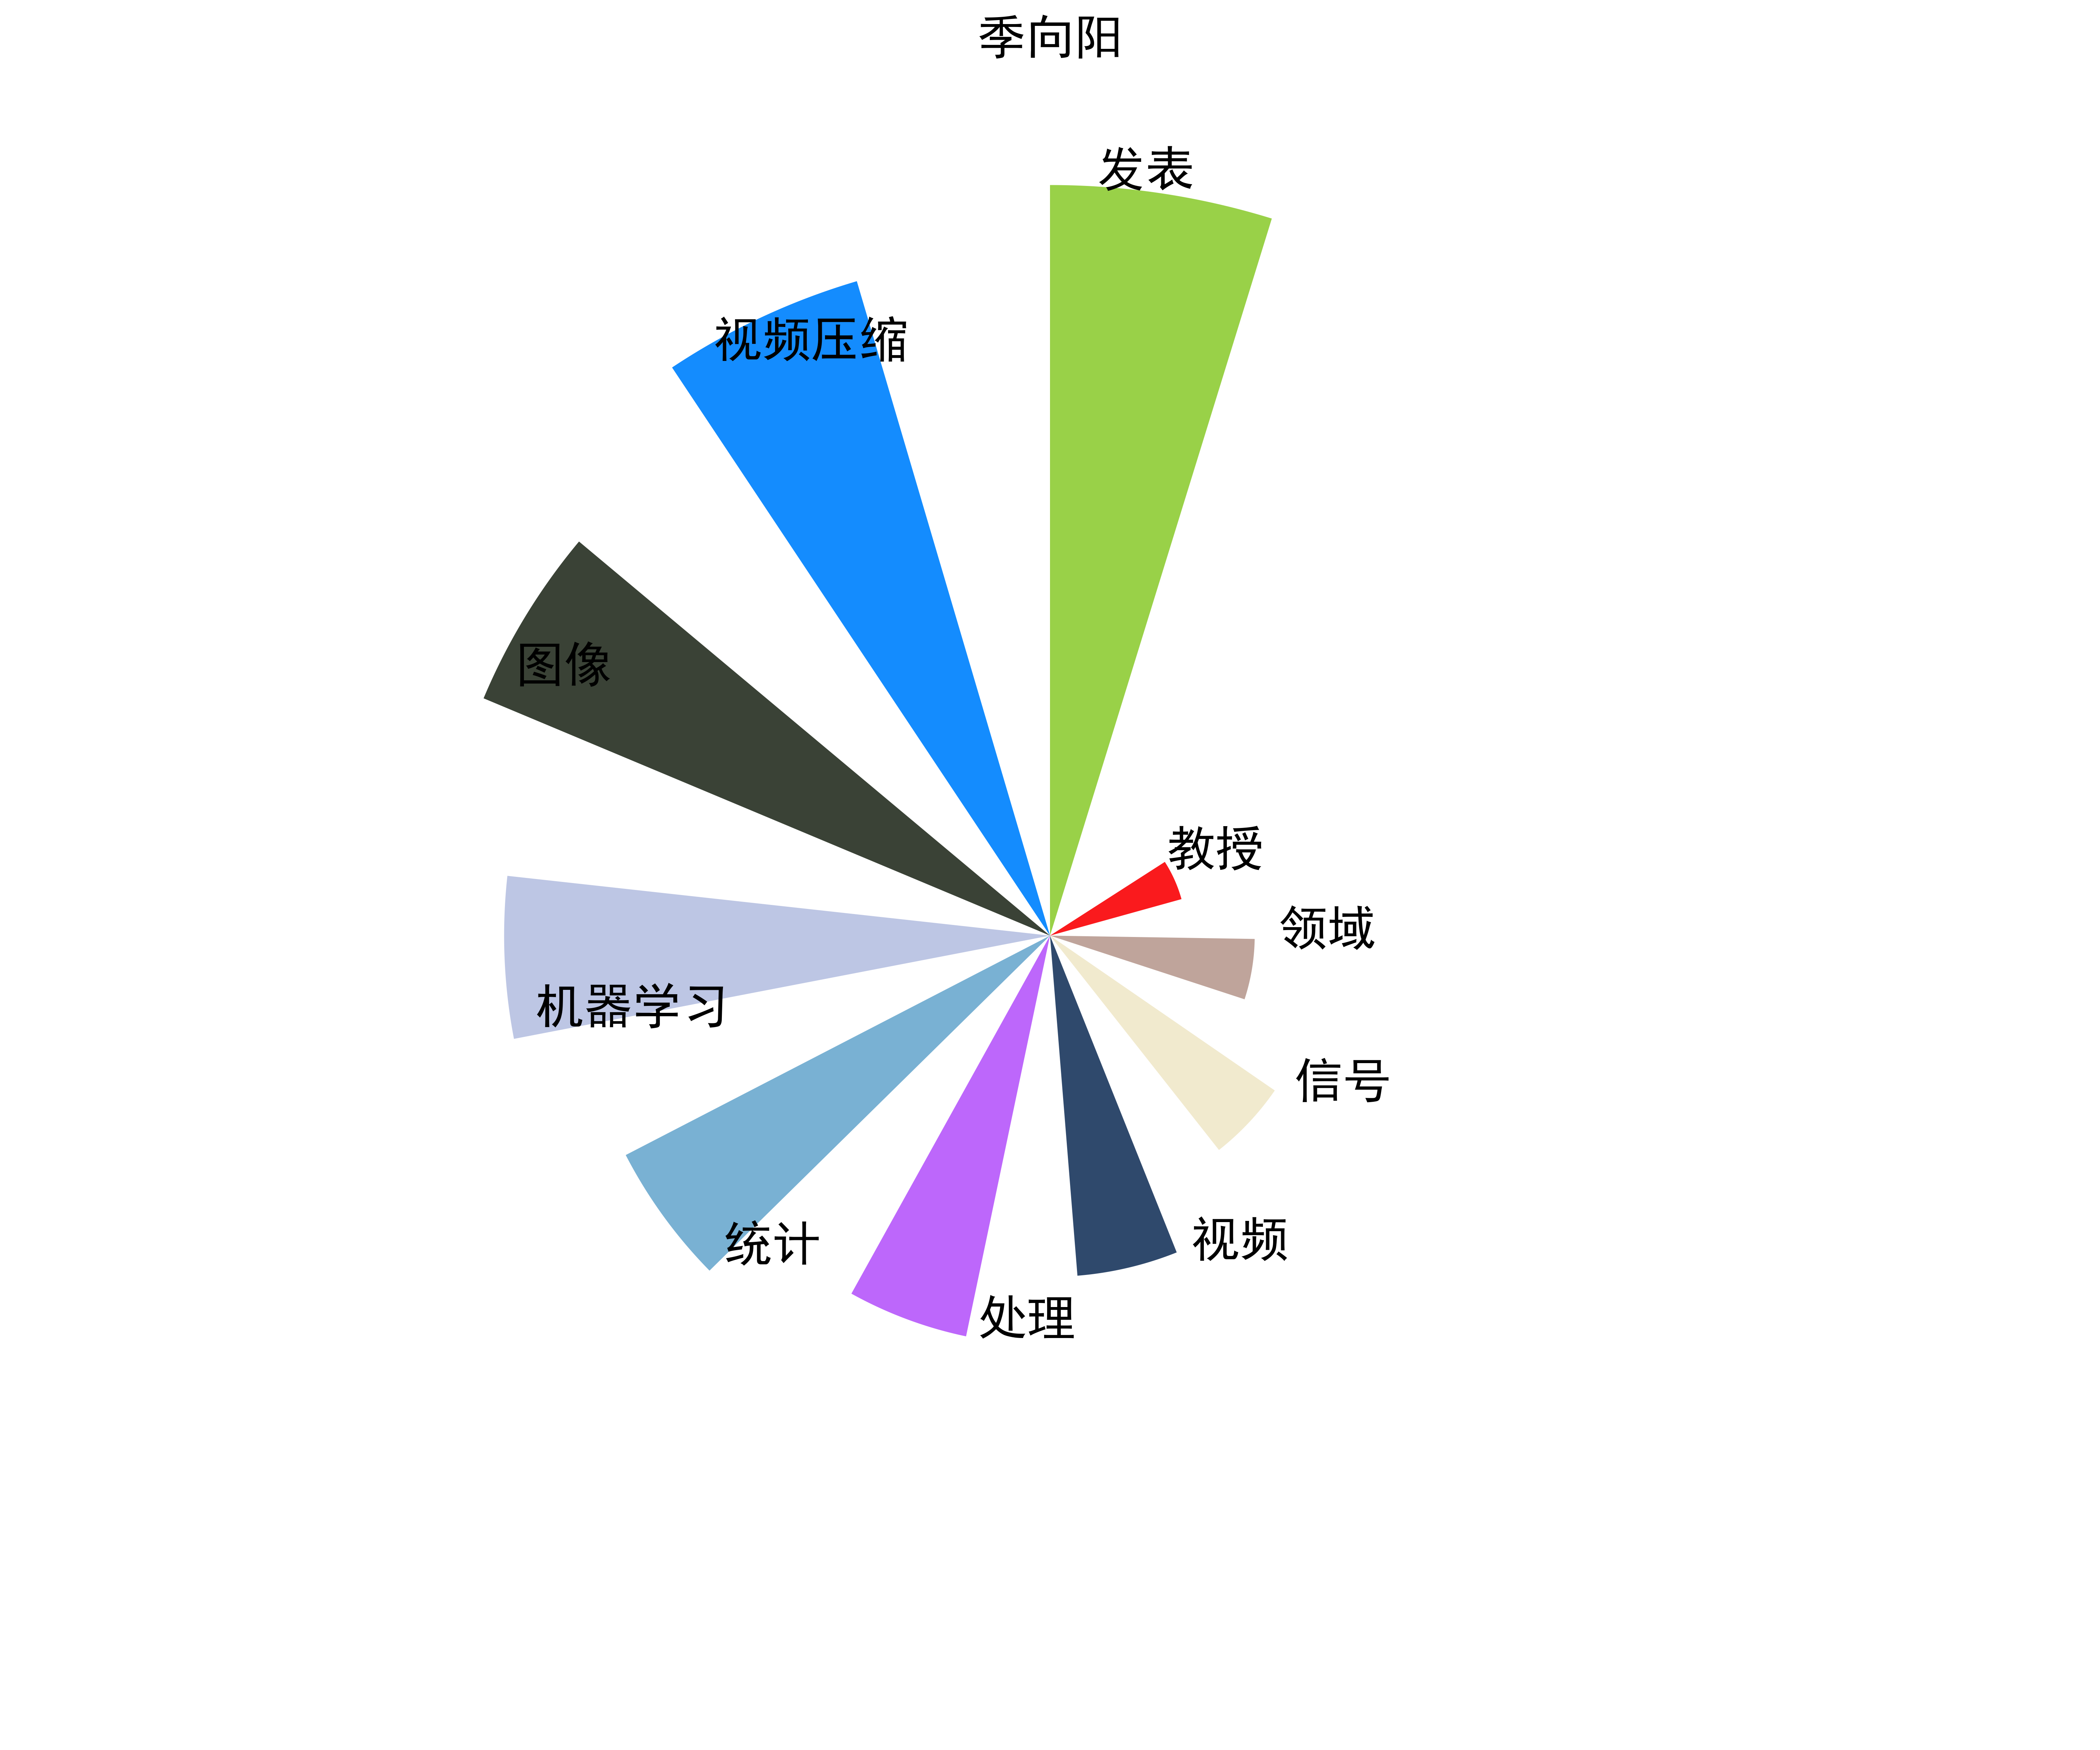 季向阳
发表
视频压缩
图像
教授
领域
机器学习
信号
视频
统计
处理